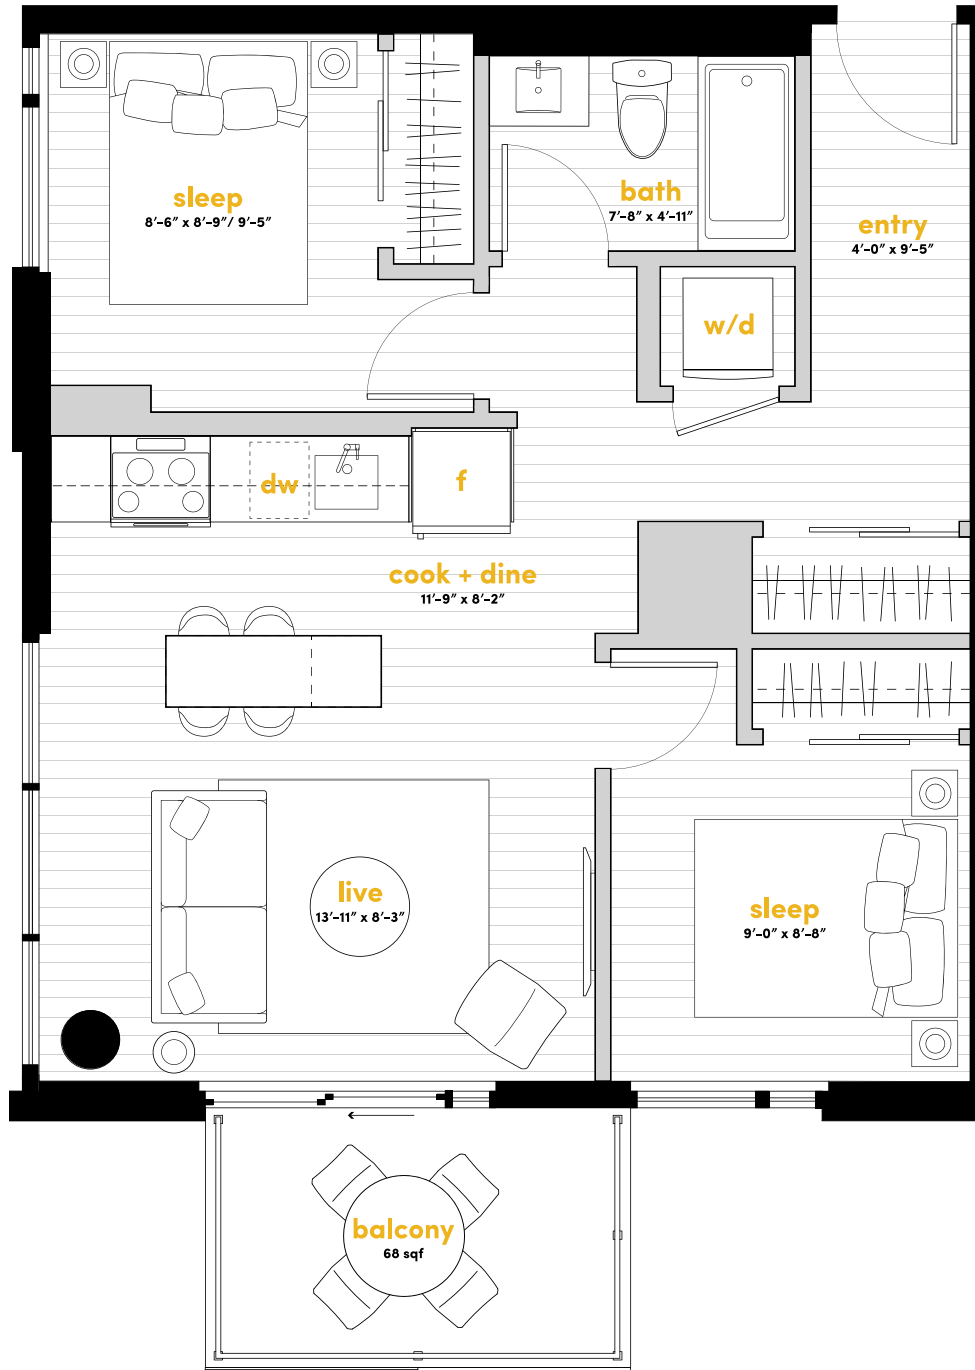 sleep
8'–6" x 8'–9"/ 9'–5"
bath
7'–8" x 4'–11"
entry
4'–0" x 9'–5"
w/d
dw
f
cook + dine
11'–9" x 8'–2"
live
13'–11" x 8'–3"
sleep
9'–0" x 8'–8"
balcony
68 sqf